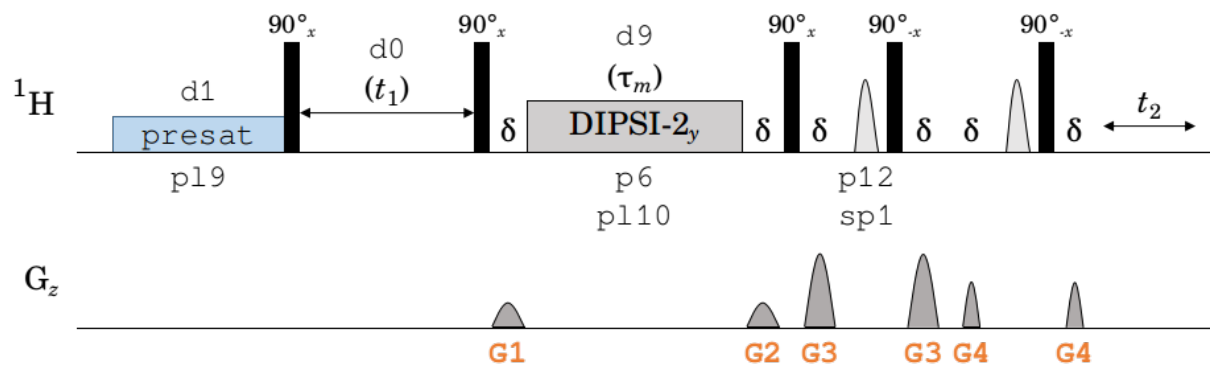 90°x 90°x 90°x 90°-x 90°-x
d0 d9
¹H d1 (t₁) (τm) t₂
presat δ DIPSI-2y δ δ δ δ δ
pl9 p6 p12
pl10 sp1
Gz
G1 G2 G3 G3 G4 G4